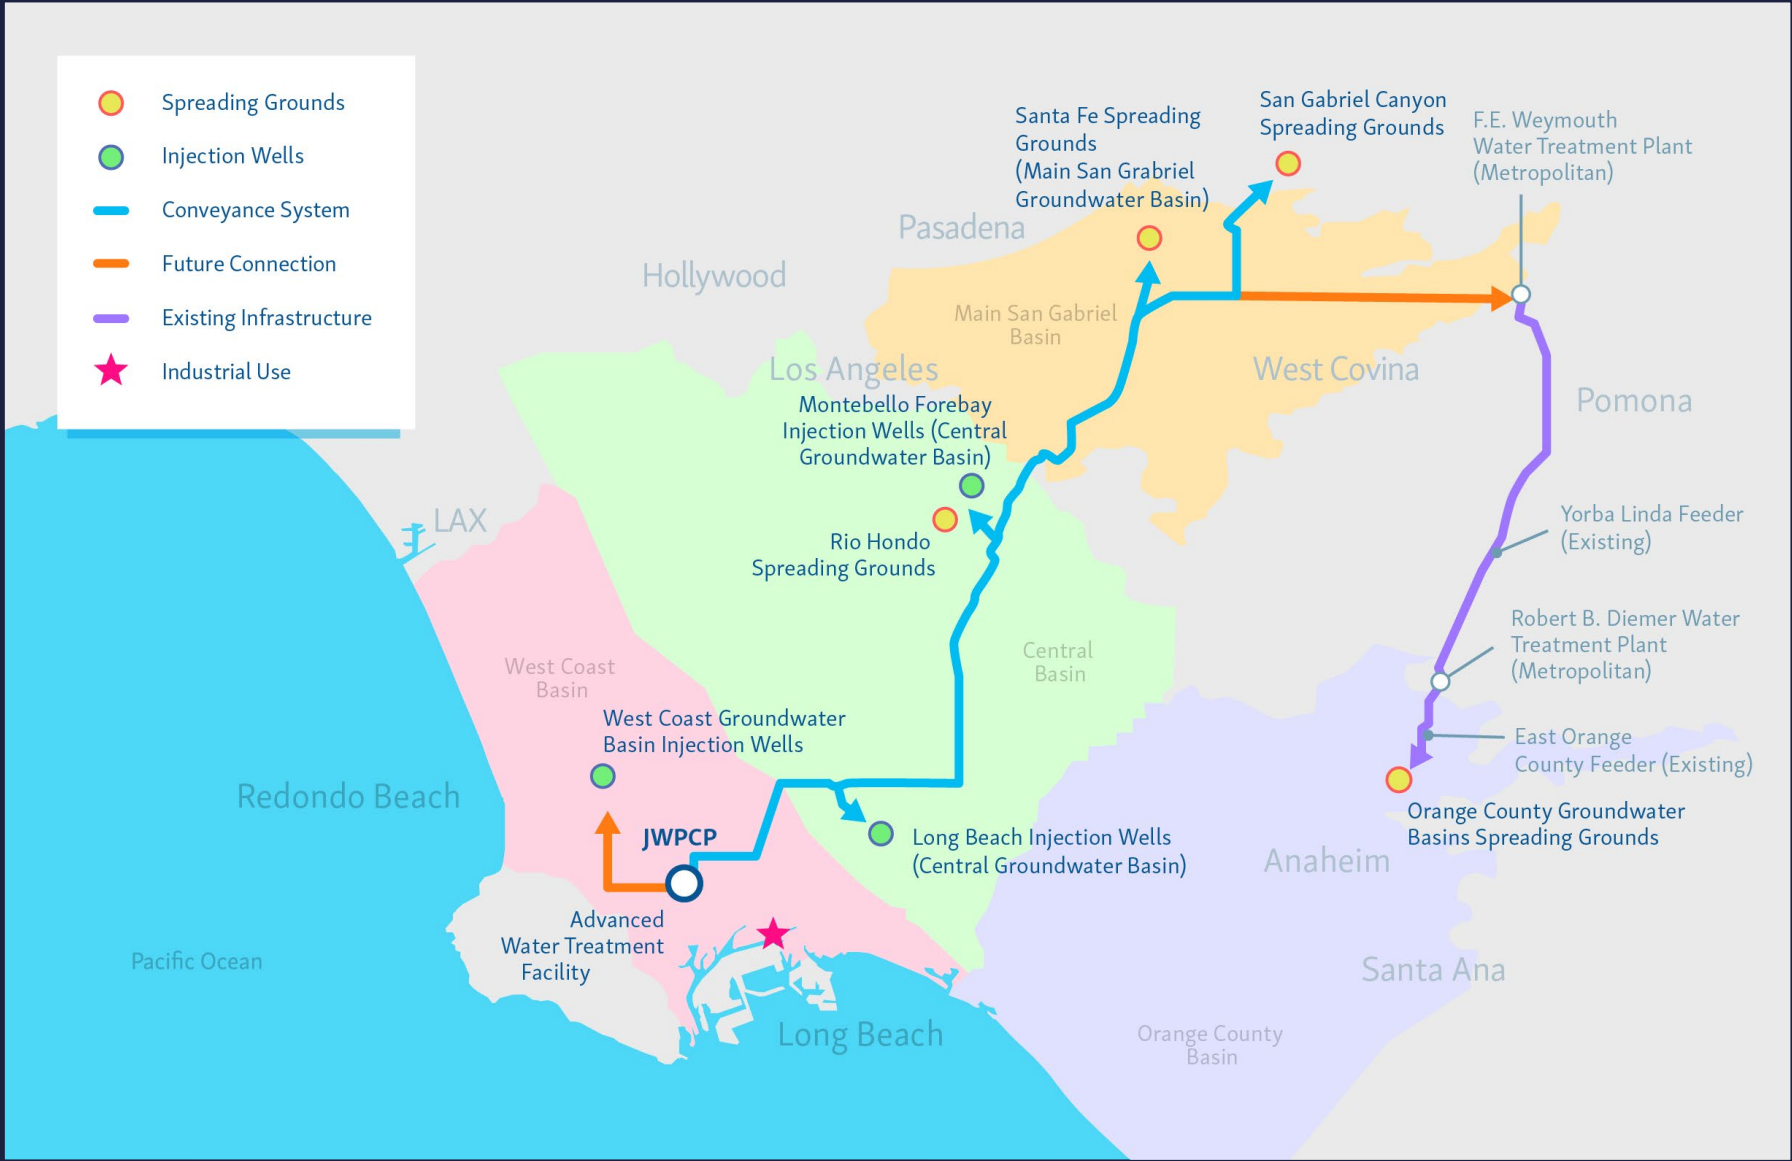 Spreading Grounds
Injection Wells
Conveyance System
Future Connection
Existing Infrastructure
Industrial Use
Santa Fe Spreading
Grounds
(Main San Grabriel
Groundwater Basin)
San Gabriel Canyon
Spreading Grounds
F.E. Weymouth
Water Treatment Plant
(Metropolitan)
Pasadena
Hollywood
Main San Gabriel
Basin
Los Angeles
West Covina
Pomona
Montebello Forebay
Injection Wells (Central
Groundwater Basin)
LAX
Rio Hondo
Spreading Grounds
Yorba Linda Feeder
(Existing)
Robert B. Diemer Water
Treatment Plant
(Metropolitan)
West Coast
Basin
Central
Basin
West Coast Groundwater
Basin Injection Wells
East Orange
County Feeder (Existing)
Redondo Beach
JWPCP
Long Beach Injection Wells
(Central Groundwater Basin)
Orange County Groundwater
Basins Spreading Grounds
Anaheim
Advanced
Water Treatment
Facility
Pacific Ocean
Santa Ana
Long Beach
Orange County
Basin